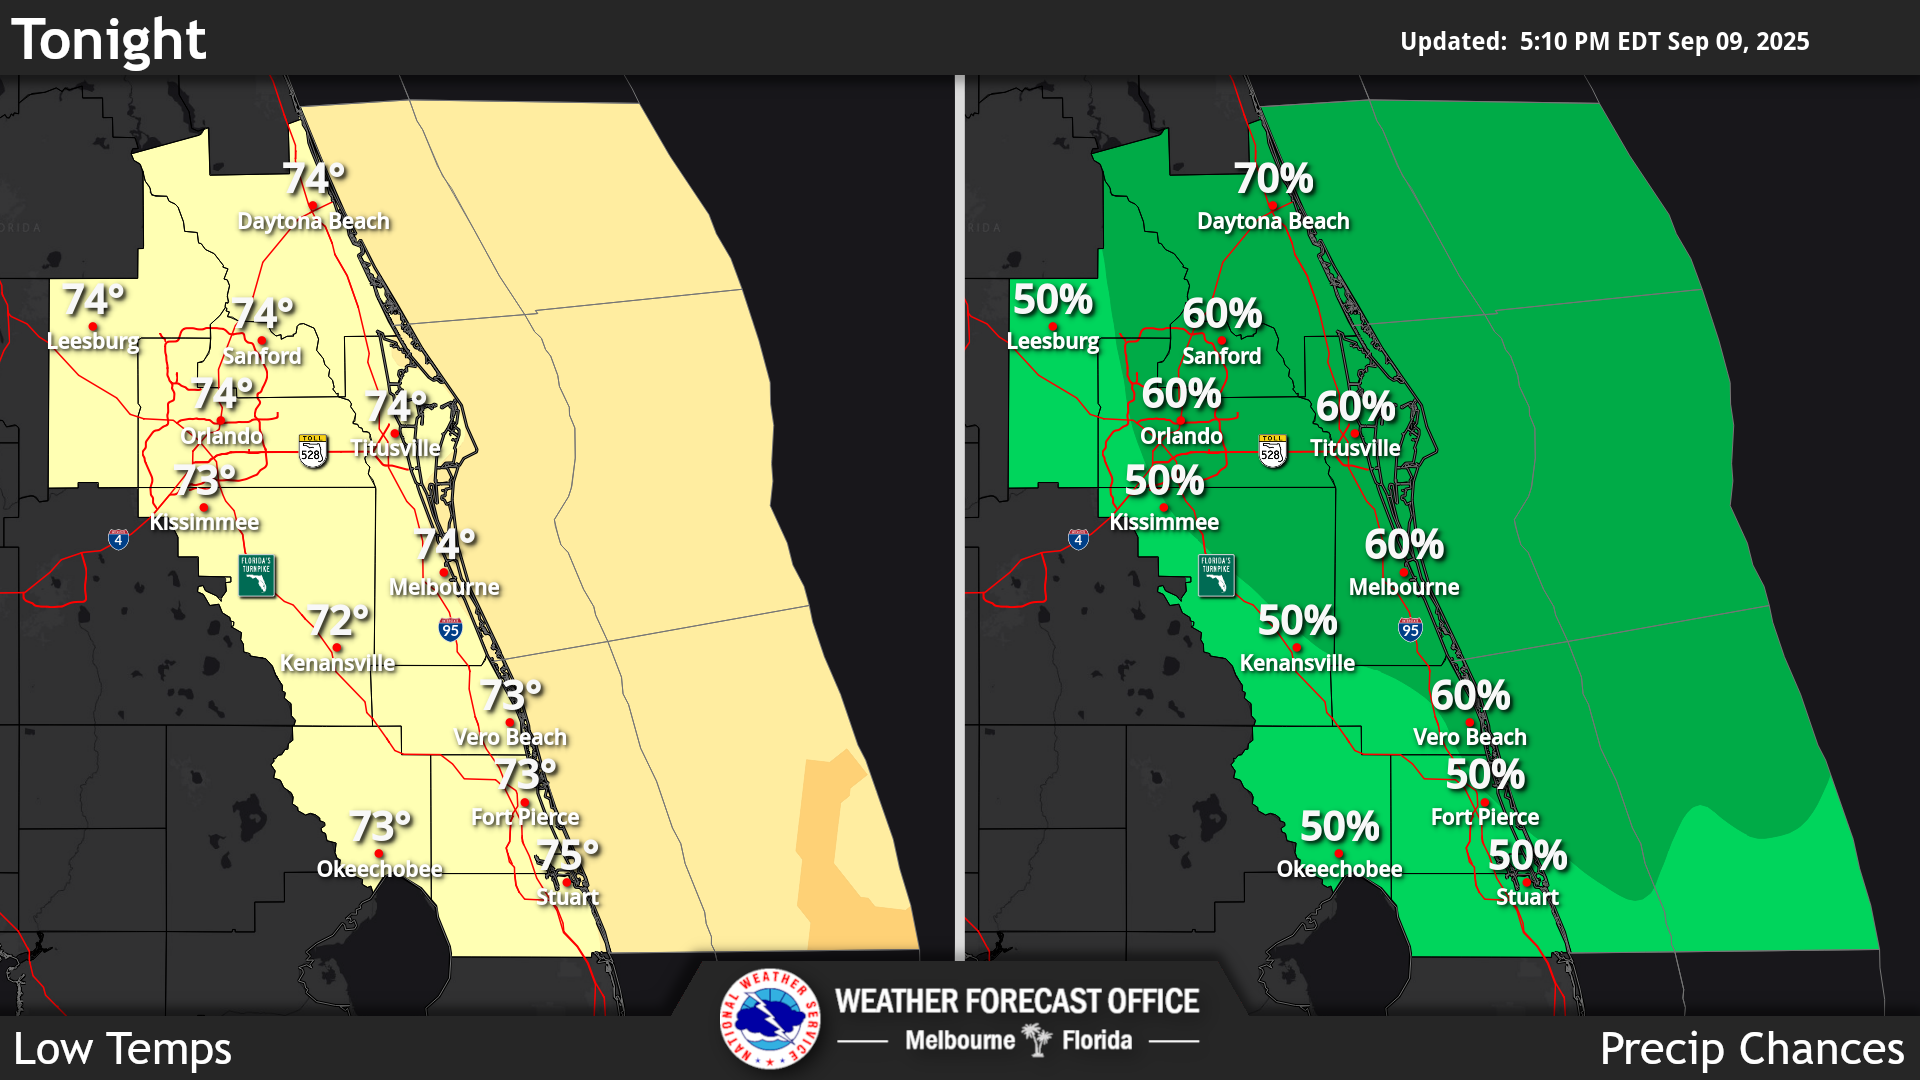 Tonight
Updated:  5:10 PM EDT Sep 09, 2025
74°
Daytona Beach
74°
Leesburg
74°
Sanford
74°
Orlando
74°
Titusville
TOLL
528
73°
Kissimmee
4
FLORIDA'S
TURNPIKE
74°
Melbourne
95
72°
Kenansville
73°
Vero Beach
73°
Fort Pierce
73°
Okeechobee
75°
Stuart
70%
Daytona Beach
RIDA
50%
Leesburg
60%
Sanford
60%
Orlando
60%
Titusville
TOLL
528
50%
Kissimmee
4
FLORIDA'S
TURNPIKE
60%
Melbourne
95
50%
Kenansville
60%
Vero Beach
50%
Fort Pierce
50%
Okeechobee
50%
Stuart
NATIONAL WEATHER SERVICE
WEATHER FORECAST OFFICE
Melbourne Florida
Low Temps
Precip Chances